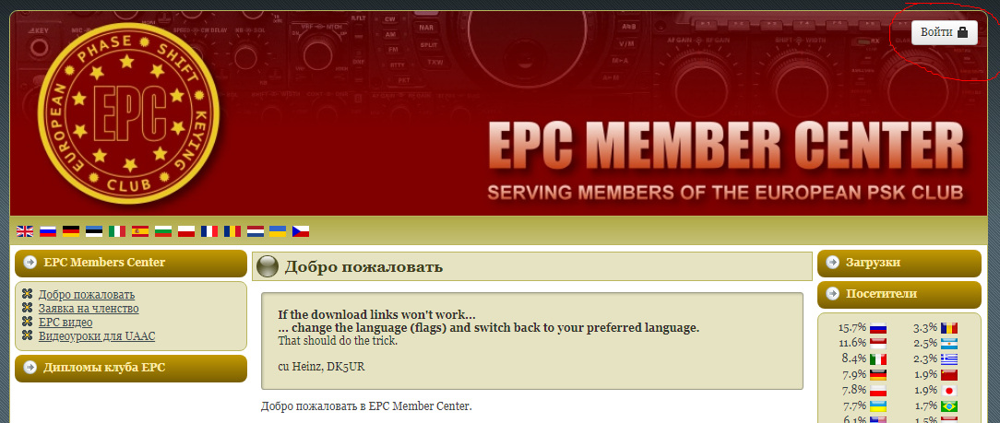 Войти
EUROPEAN PHASE SHIFT KEYING CLUB
EPC
EPC MEMBER CENTER
SERVING MEMBERS OF THE EUROPEAN PSK CLUB
EPC Members Center
Добро пожаловать
Заявка на членство
EPC видео
Видеоуроки для UAAC
Дипломы клуба EPC
Добро пожаловать
If the download links won't work...
... change the language (flags) and switch back to your preferred language.
That should do the trick.
cu Heinz, DK5UR
Добро пожаловать в EPC Member Center.
Загрузки
Посетители
15.7% 3.3%
11.6% 2.5%
8.4% 2.3%
7.9% 1.9%
7.8% 1.9%
7.7% 1.7%
6.1% 1.5%